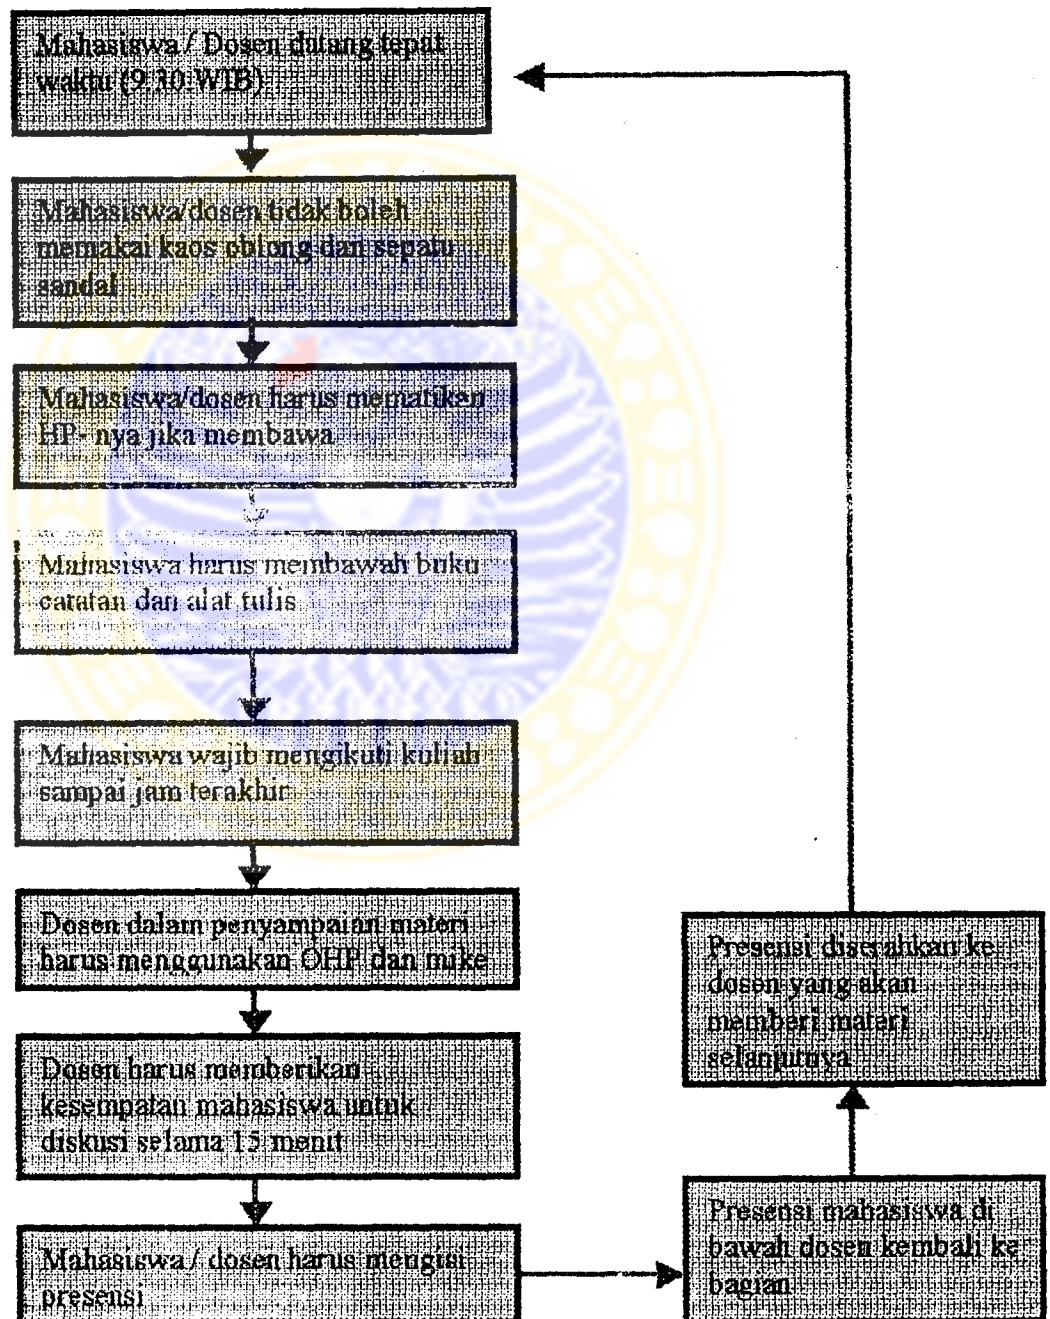 Mahasiswa / Dosen datang tepat
waktu (9.30 WIB)
Mahasiswa/dosen tidak boleh
memakai kaos oblong dan sepatu
sandal
Mahasiswa/dosen harus mematikan
HP- nya jika membawa
Mahasiswa harus membawah buku
catatan dan alat tulis
Mahasiswa wajib mengikuti kuliah
sampai jam terakhir
Dosen dalam penyampaian materi
harus menggunakan OHP dan mike
Dosen harus memberikan
kesempatan mahasiswa untuk
diskusi selama 15 menit
Mahasiswa / dosen harus mengisi
presensi
Presensi mahasiswa di
bawah dosen kembali ke
bagian
Presensi diserahkan ke
dosen yang akan
memberi materi
selanjutnya